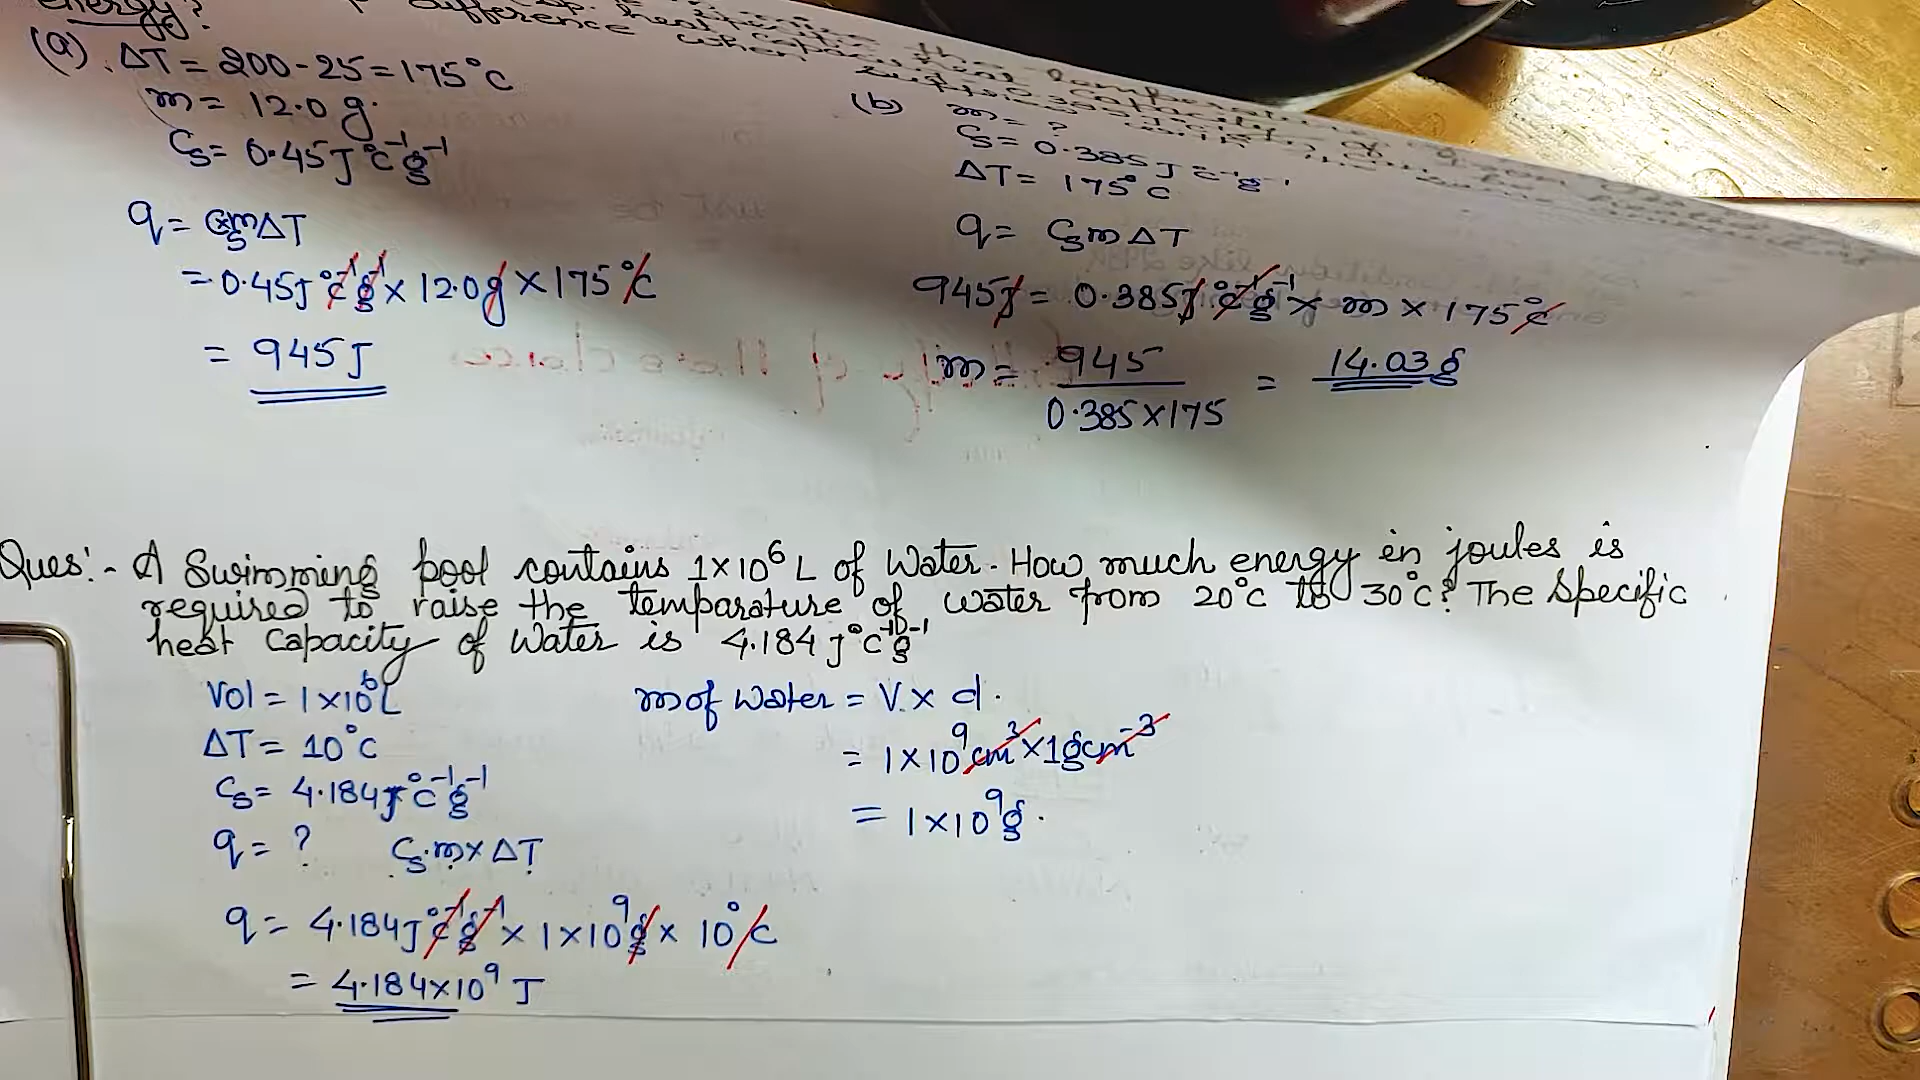 energy?
difference when
(a). ΔT = 200-25 = 175°C
m = 12.0 g.
Cs = 0.45 J °C⁻¹ g⁻¹
q = Cs m ΔT
= 0.45 J °C⁻¹ g⁻¹ × 12.0 g × 175 °C
= 945 J
(b) m = ?
Cs = 0.385 J °C⁻¹ g⁻¹
ΔT = 175°C
q = Cs m ΔT
945 J = 0.385 J °C⁻¹ g⁻¹ × m × 175 °C
m = 945 / 0.385×175 = 14.03 g
Ques:- A Swimming pool contains 1×10⁶ L of Water. How much energy in joules is
required to raise the temparature of water from 20°C to 30°C? The Specific
heat Capacity of Water is 4.184 J °C⁻¹ g⁻¹
Vol = 1×10⁶ L
ΔT = 10°C
Cs = 4.184 J °C⁻¹ g⁻¹
q = ? Cs.m×ΔT
m of water = V × d.
= 1×10⁹ cm³ × 1 g cm⁻³
= 1×10⁹ g.
q = 4.184 J °C⁻¹ g⁻¹ × 1×10⁹ g × 10 °C
= 4.184×10⁹ J